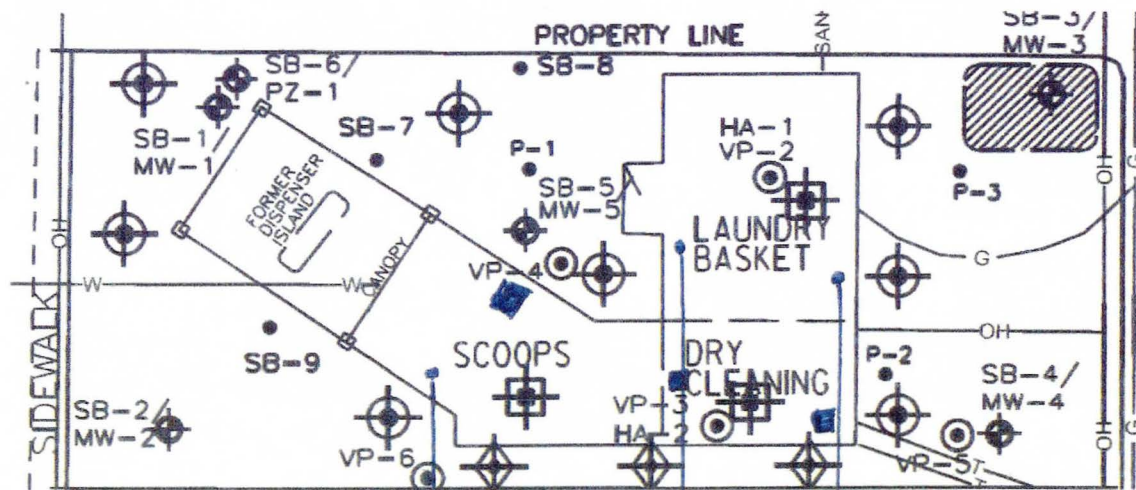 PROPERTY LINE
SAN
SB-3/
MW-3
SB-6/
PZ-1
SB-8
SB-1/
MW-1
SB-7
P-1
HA-1
VP-2
SB-5
MW-5
P-3
OH
G
FORMER
DISPENSER
ISLAND
OH
LAUNDRY
BASKET
G
W
W
CANOPY
VP-4
OH
SIDEWALK
SB-9
SCOOPS
DRY
CLEANING
P-2
SB-4/
MW-4
SB-2/
MW-2
VP-3
HA-2
VP-6
VP-5
T
OH
G